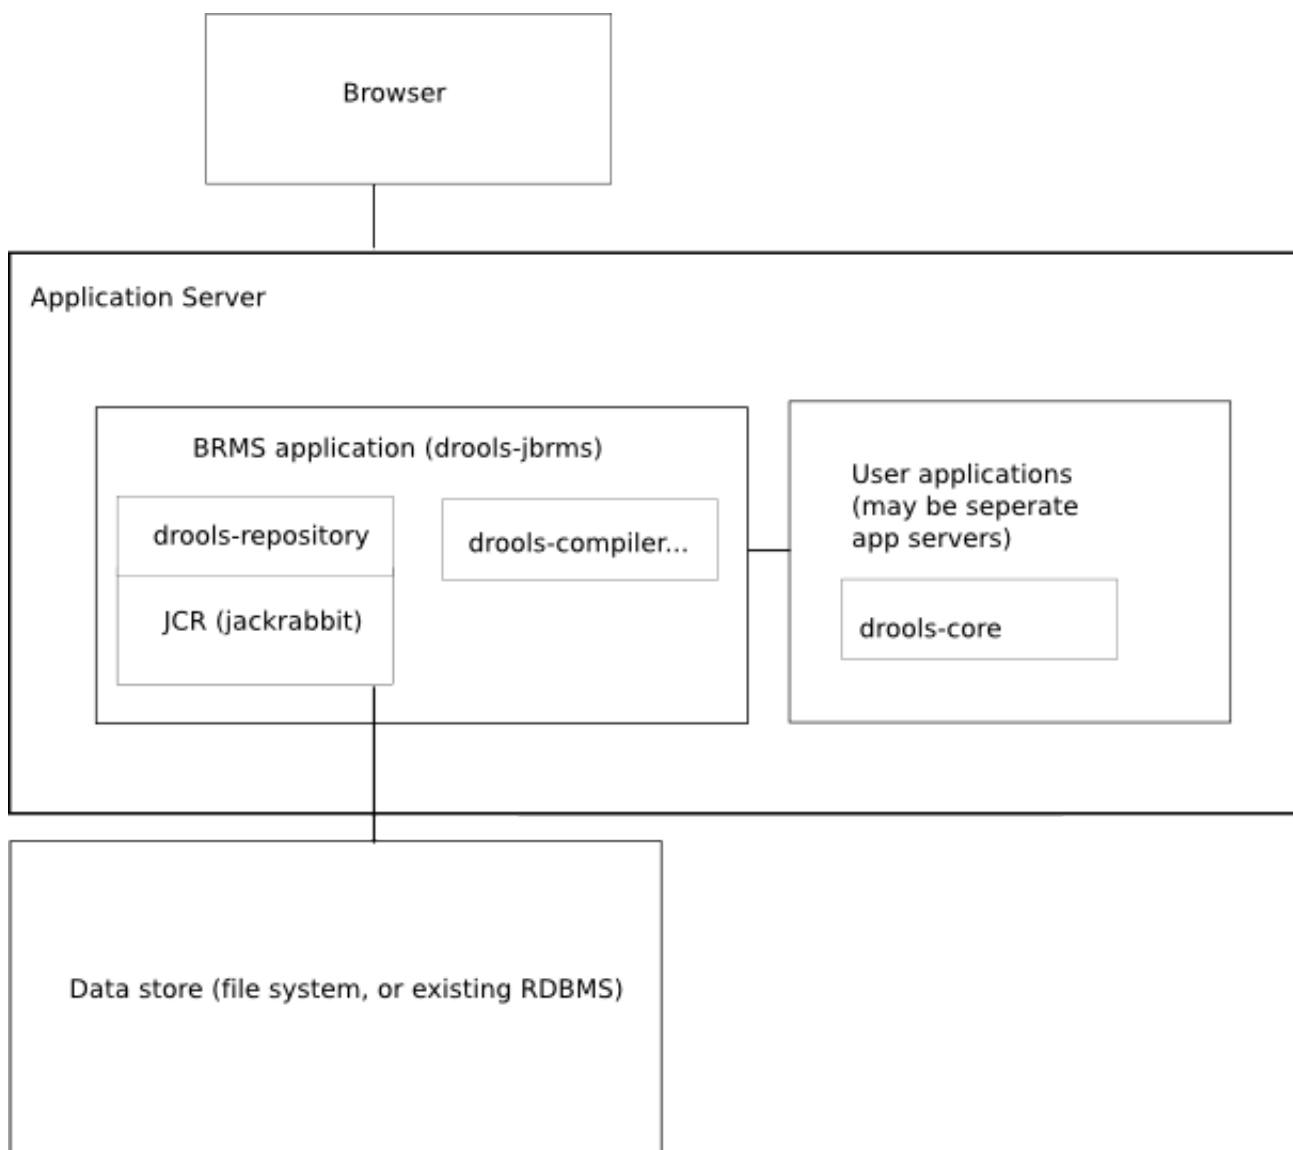 Browser
Application Server
BRMS application (drools-jbrms)
drools-repository
drools-compiler...
JCR (jackrabbit)
User applications
(may be seperate
app servers)
drools-core
Data store (file system, or existing RDBMS)